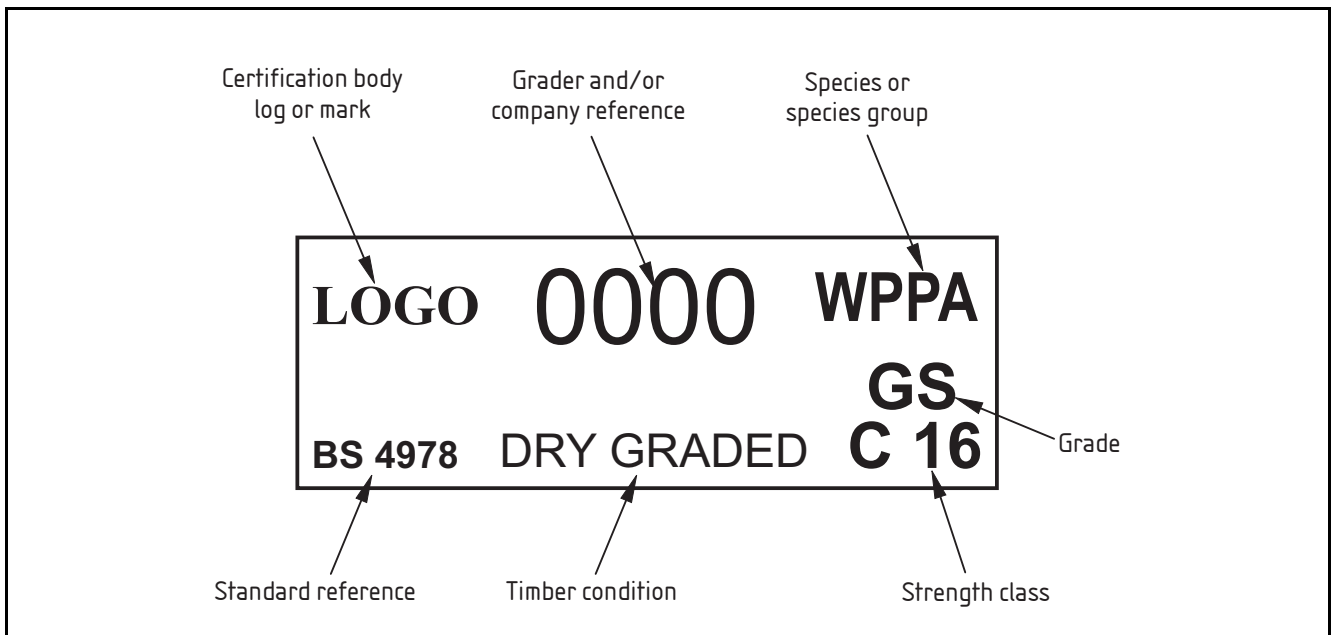 Certification body
log or mark
Grader and/or
company reference
Species or
species group
LOGO 0000 WPPA
GS
Grade
BS 4978 DRY GRADED C 16
Standard reference
Timber condition
Strength class